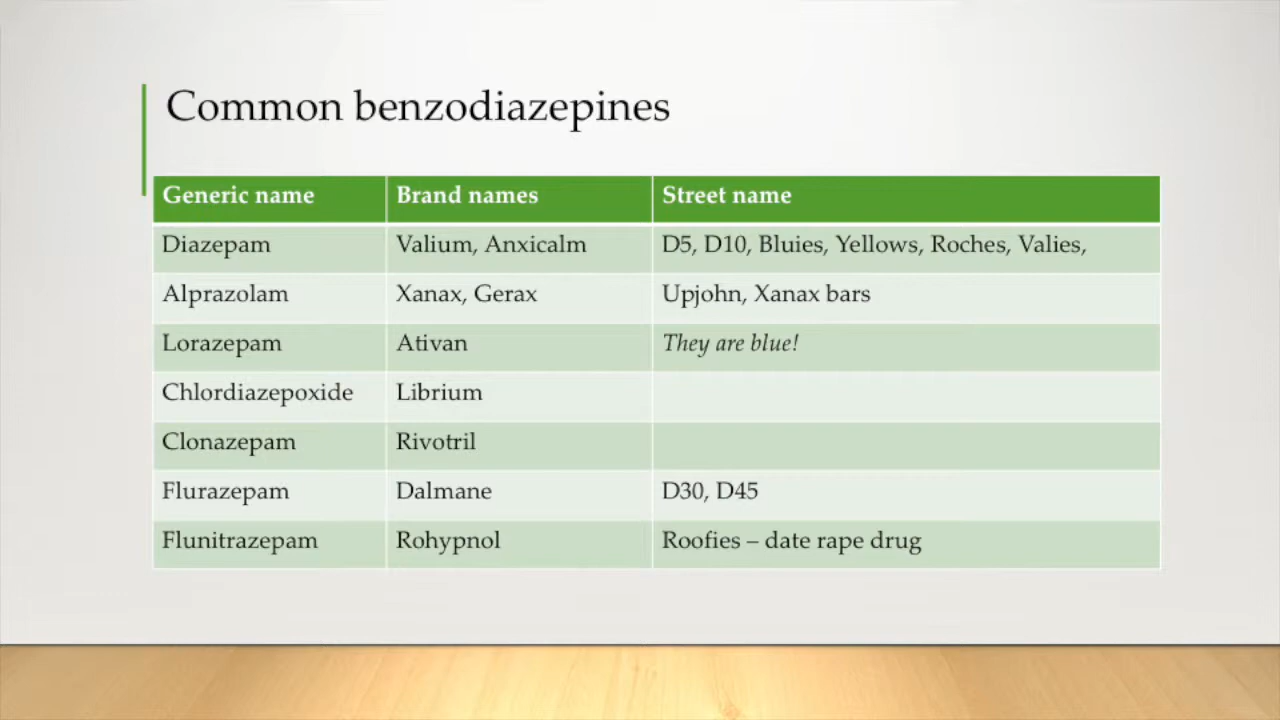 Common benzodiazepines
Generic name Brand names Street name
Diazepam Valium, Anxicalm D5, D10, Bluies, Yellows, Roches, Valies,
Alprazolam Xanax, Gerax Upjohn, Xanax bars
Lorazepam Ativan They are blue!
Chlordiazepoxide Librium
Clonazepam Rivotril
Flurazepam Dalmane D30, D45
Flunitrazepam Rohypnol Roofies – date rape drug